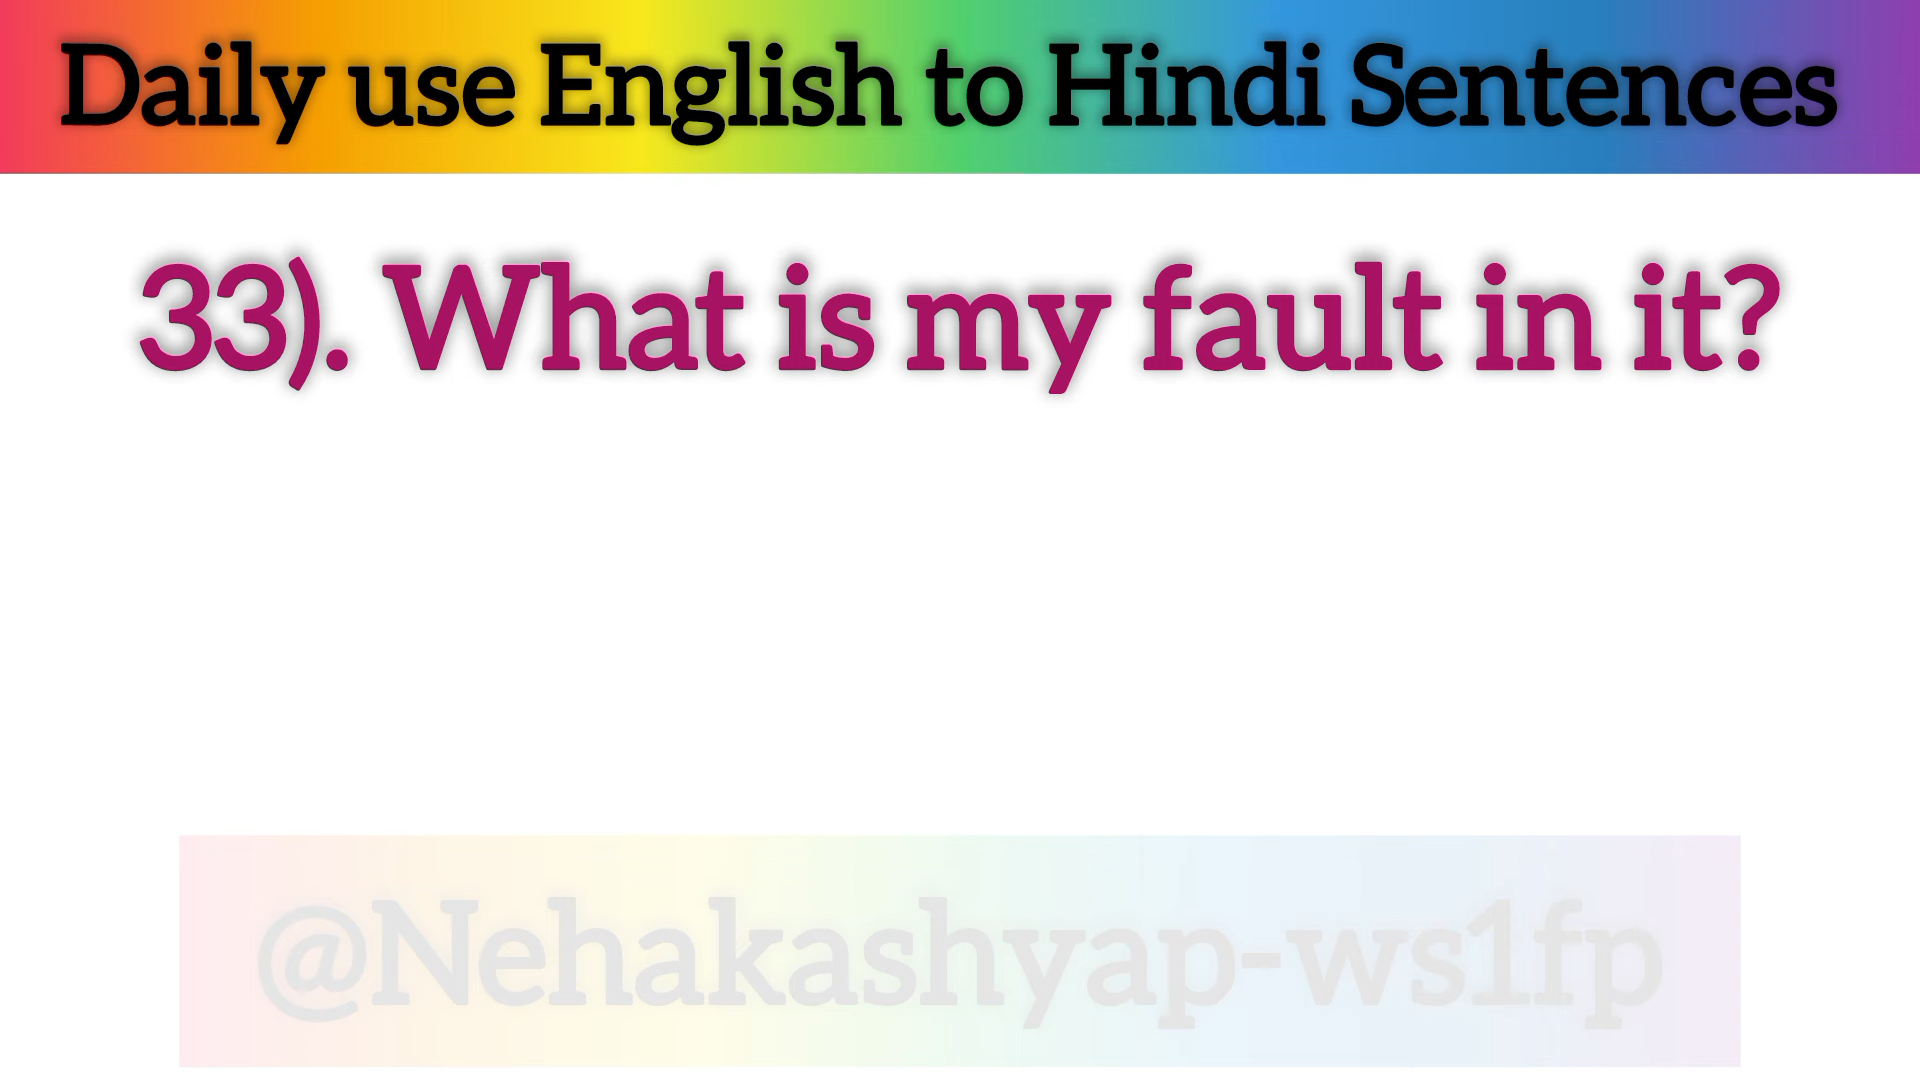 Daily use English to Hindi Sentences
33). What is my fault in it?
@Nehakashyap-ws1fp